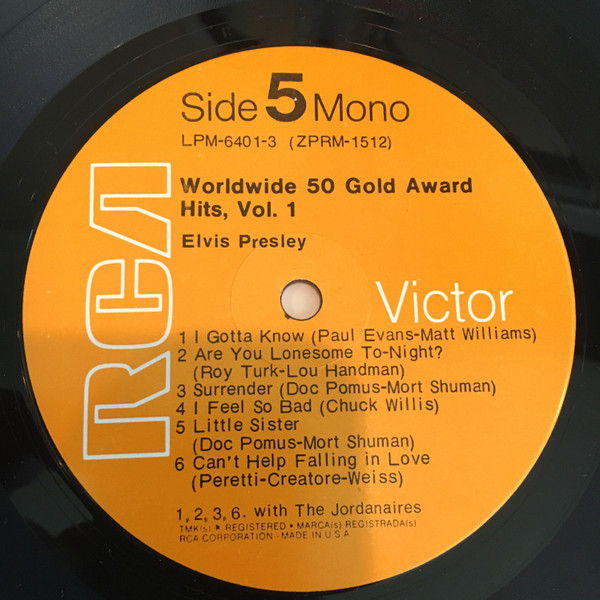 Side 5 Mono
LPM-6401-3 (ZPRM-1512)
Worldwide 50 Gold Award
Hits, Vol. 1
Elvis Presley
RCA
Victor
1 I Gotta Know (Paul Evans-Matt Williams)
2 Are You Lonesome To-Night?
(Roy Turk-Lou Handman)
3 Surrender (Doc Pomus-Mort Shuman)
4 I Feel So Bad (Chuck Willis)
5 Little Sister
(Doc Pomus-Mort Shuman)
6 Can't Help Falling in Love
(Peretti-Creatore-Weiss)
1, 2, 3, 6. with The Jordanaires
TMK(s) ® REGISTERED • MARCA(s) REGISTRADA(s)
RCA CORPORATION-MADE IN U S A